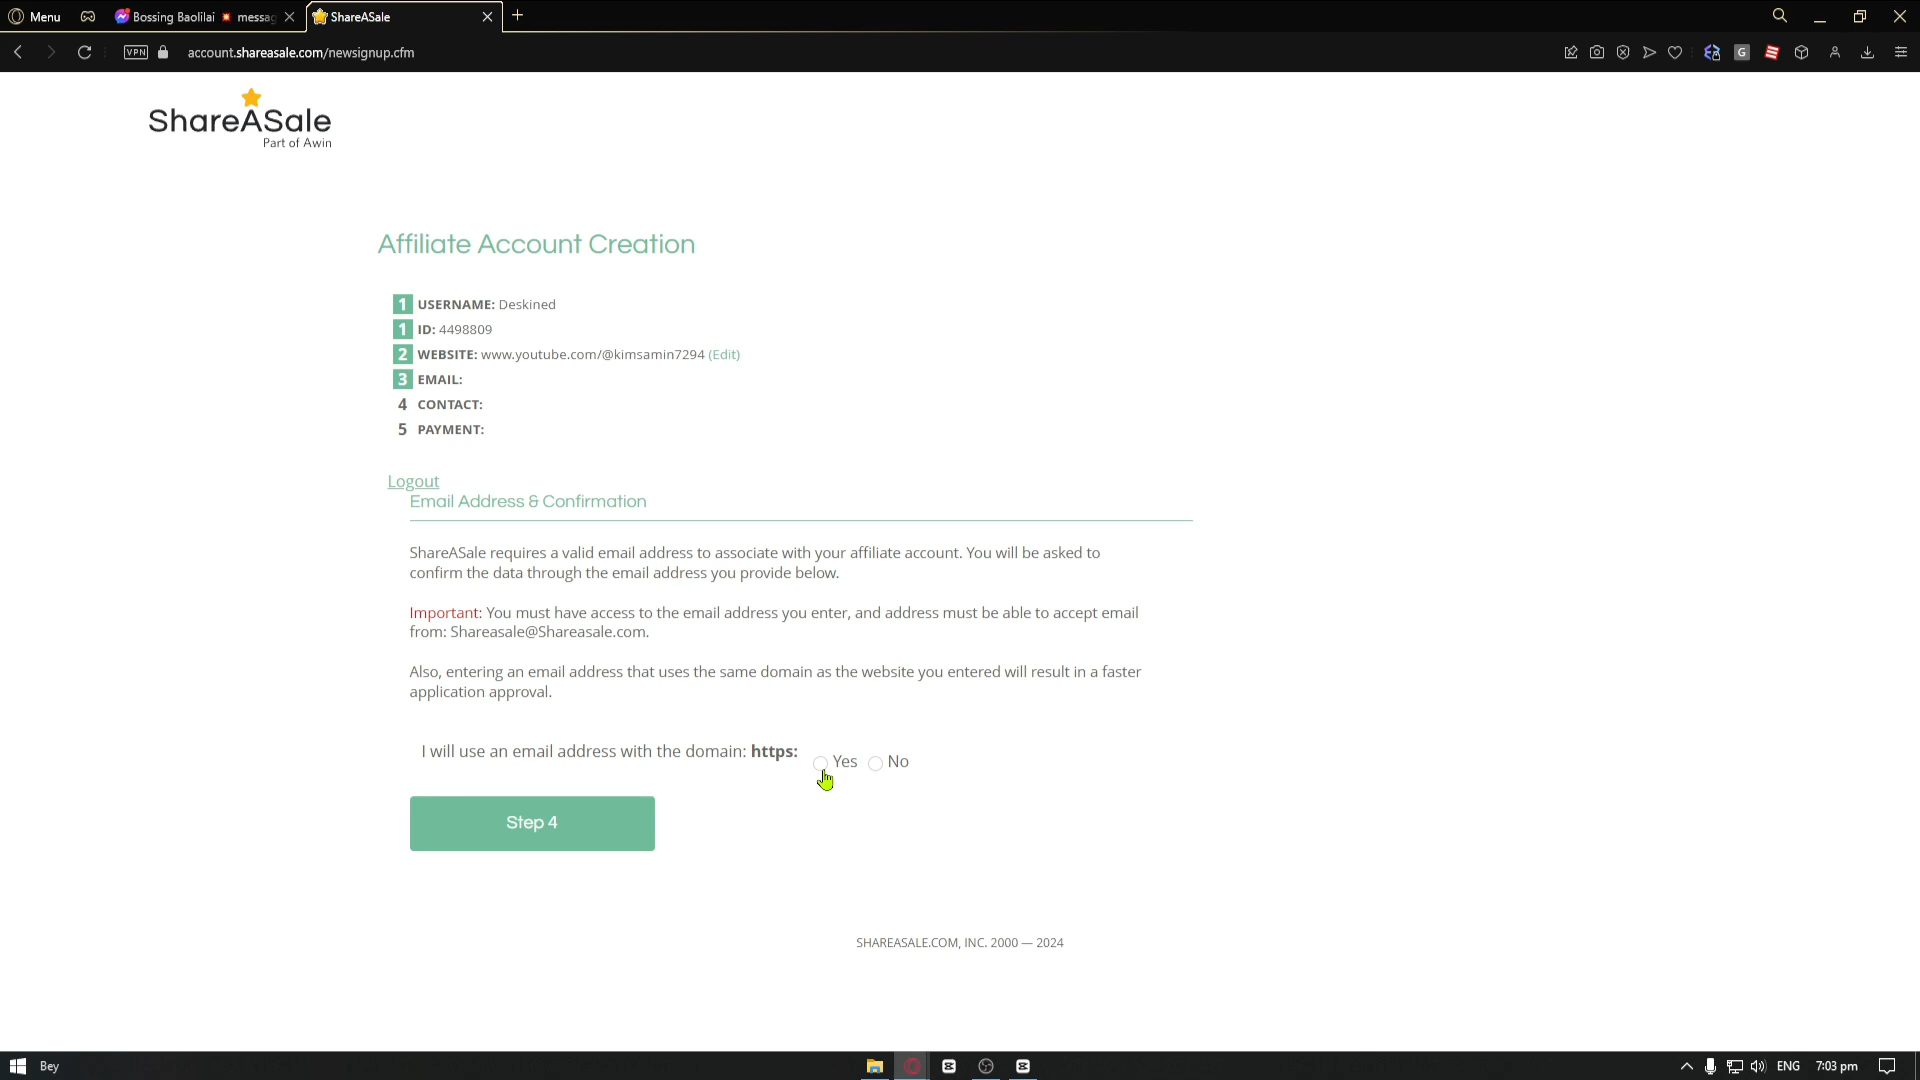 Menu
Bossing Baolilai
messag
ShareASale
VPN
account.shareasale.com/newsignup.cfm
G
ShareASale
Part of Awin
Affiliate Account Creation
1 USERNAME: Deskined
1 ID: 4498809
2 WEBSITE: www.youtube.com/@kimsamin7294 (Edit)
3 EMAIL:
4 CONTACT:
5 PAYMENT:
Logout
Email Address & Confirmation
ShareASale requires a valid email address to associate with your affiliate account. You will be asked to
confirm the data through the email address you provide below.
Important: You must have access to the email address you enter, and address must be able to accept email
from: Shareasale@Shareasale.com.
Also, entering an email address that uses the same domain as the website you entered will result in a faster
application approval.
I will use an email address with the domain: https:
Yes No
Step 4
SHAREASALE.COM, INC. 2000 — 2024
Bey
ENG 7:03 pm